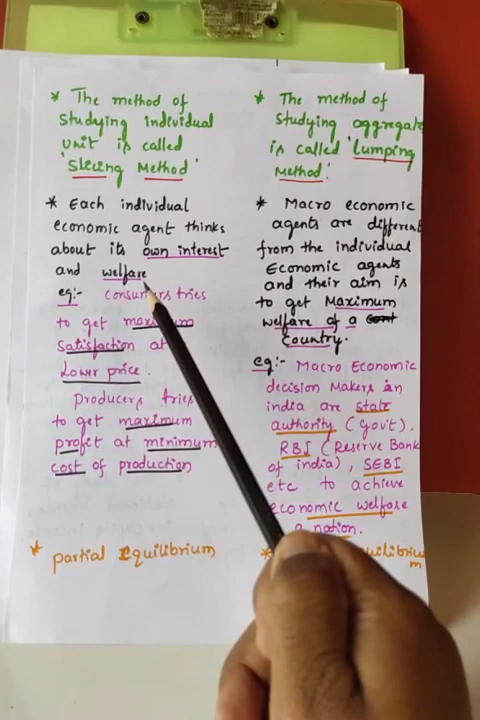 * The method of
studying individual
unit is called
'Slicing Method'
* Each individual
economic agent thinks
about its own interest
and welfare
eg:- Consumers tries
to get maximum
satisfaction at
Lower price.
Producers tries
to get maximum
profit at minimum
cost of production
* partial Equilibrium
* The method of
studying aggregate
is called 'Lumping
Method'
* Macro economic
agents are different
from the individual
Economic agents
and their aim is
to get Maximum
welfare of a
Country.
eg:- Macro Economic
decision Makers in
india are state
authority (Govt).
RBI (Reserve Bank
of india), SEBI
etc to achieve
economic welfare
a nation.
*